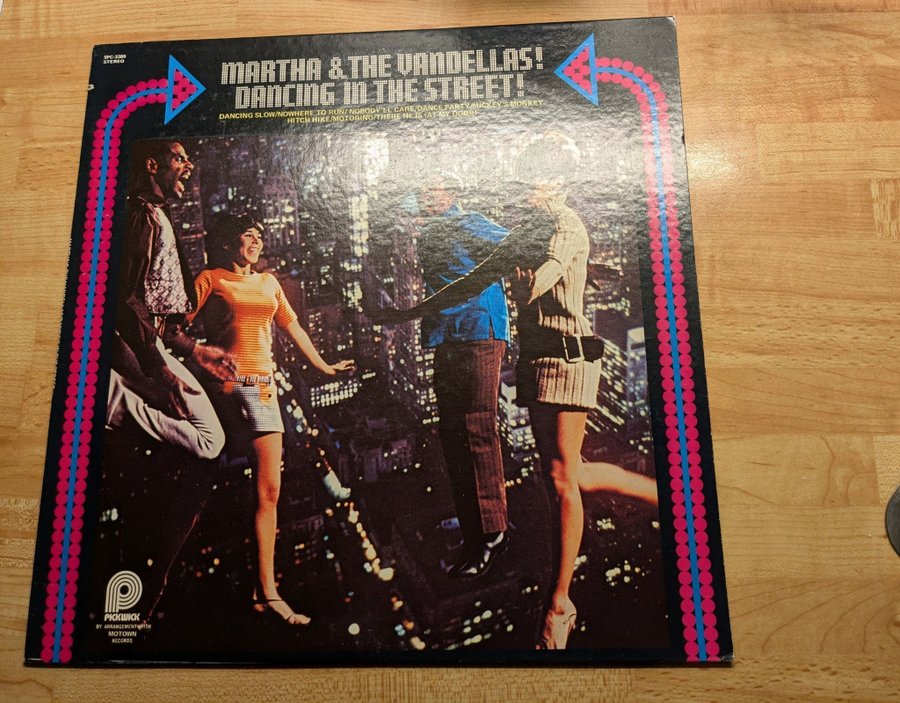 SPC-3386
STEREO
MARTHA & THE VANDELLAS!
DANCING IN THE STREET!
DANCING SLOW/NOWHERE TO RUN/NOBODY'LL CARE/DANCE PARTY/MICKEY'S MONKEY
HITCH HIKE/MOTORING/THERE HE IS (AT MY DOOR)
PICKWICK
BY ARRANGEMENT WITH
MOTOWN
RECORDS